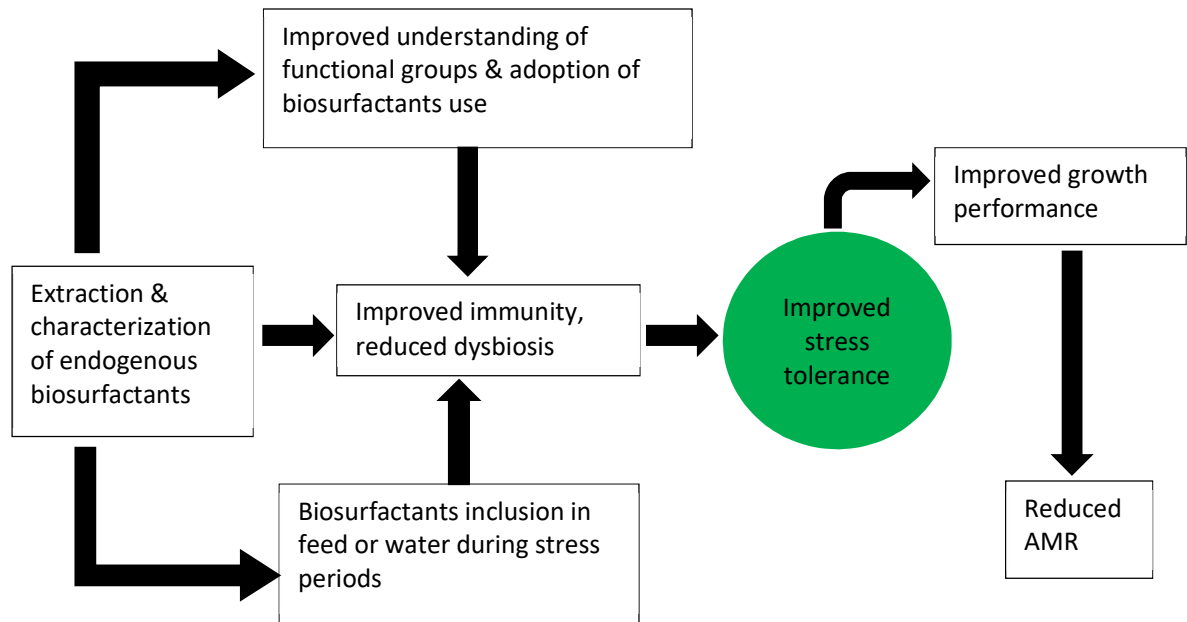 Improved understanding of
functional groups & adoption of
biosurfactants use
Extraction &
characterization
of endogenous
biosurfactants
Improved immunity,
reduced dysbiosis
Biosurfactants inclusion in
feed or water during stress
periods
Improved
stress
tolerance
Improved growth
performance
Reduced
AMR